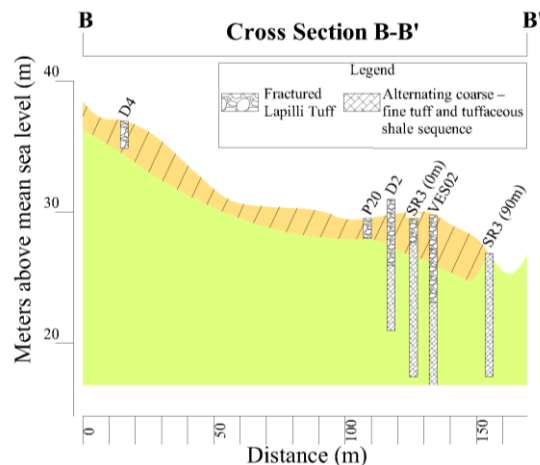 B B'
Cross Section B-B'
Legend
Fractured
Lapilli Tuff
Alternating coarse –
fine tuff and tuffaceous
shale sequence
Meters above mean sea level (m)
40
30
20
D4
P20
D2
SR3 (0m)
VES02
SR3 (90m)
0
50
100
150
Distance (m)